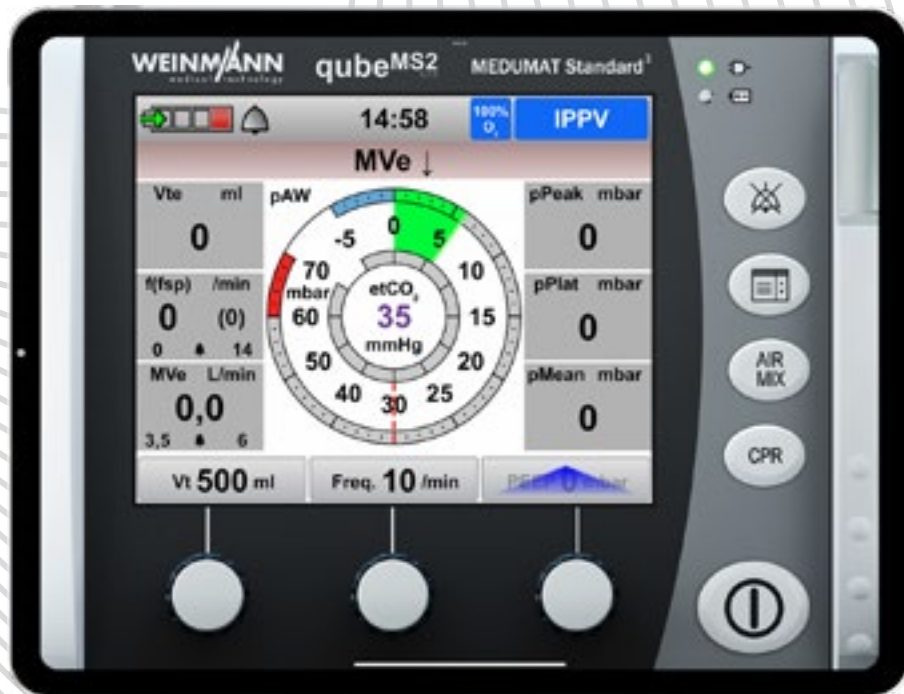 WEINMANN
medical technology
qubeMS2
MEDUMAT Standard²
14:58
100%
O₂
IPPV
MVe ↓
Vte ml
0
f(fsp) /min
0 (0)
0 14
MVe L/min
0,0
3,5 6
pAW
-5
0
5
10
15
20
25
30
40
50
60
70
mbar
etCO₂
35
mmHg
pPeak mbar
0
pPlat mbar
0
pMean mbar
0
Vt 500 ml
Freq. 10 /min
PEEP 0 mbar
AIR
MIX
CPR